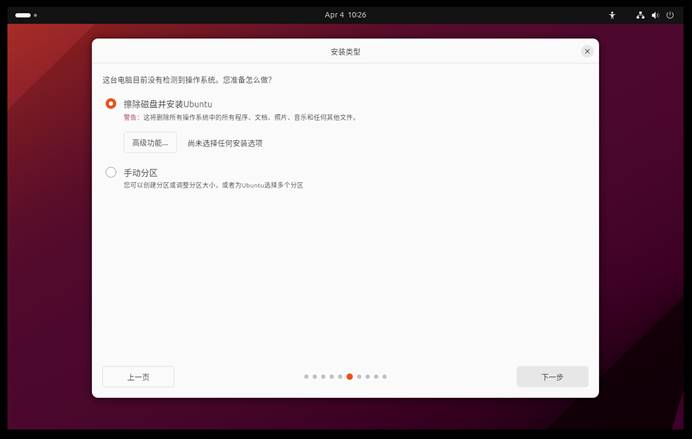 Apr 4 10:26
安装类型
这台电脑目前没有检测到操作系统。您准备怎么做？
擦除磁盘并安装Ubuntu
警告：这将删除所有操作系统中的所有程序、文档、照片、音乐和任何其他文件。
高级功能... 尚未选择任何安装选项
手动分区
您可以创建分区或调整分区大小，或者为Ubuntu选择多个分区
上一页 下一步